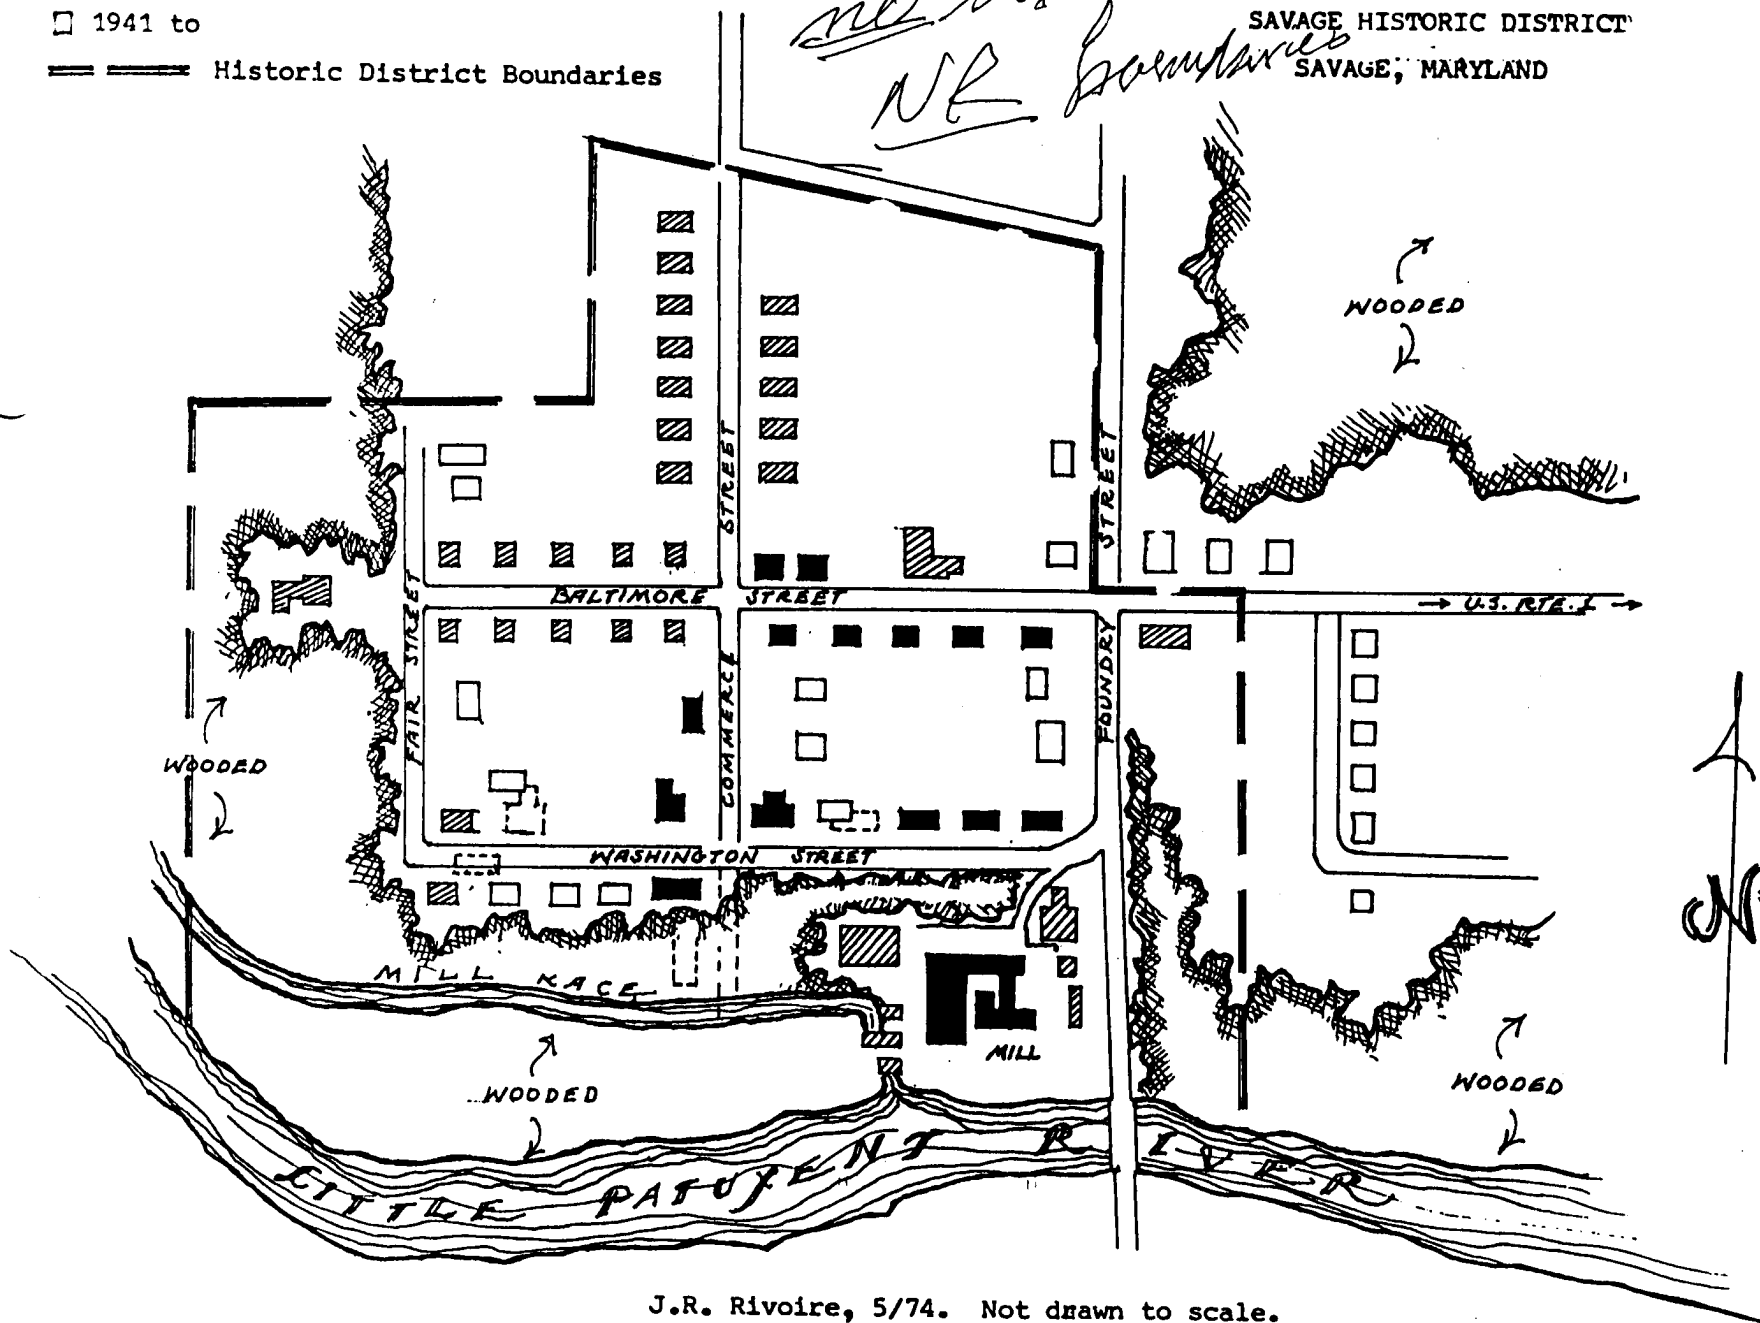 1941 to
Historic District Boundaries
NR boundaries
SAVAGE HISTORIC DISTRICT
SAVAGE, MARYLAND
WOODED
STREET
STREET
BALTIMORE STREET
→ U.S. RTE. 1 →
FAIR STREET
COMMERCE
FOUNDRY
WOODED
WASHINGTON STREET
N
MILL RACE
MILL
WOODED
WOODED
LITTLE PATUXENT RIVER
J.R. Rivoire, 5/74. Not drawn to scale.